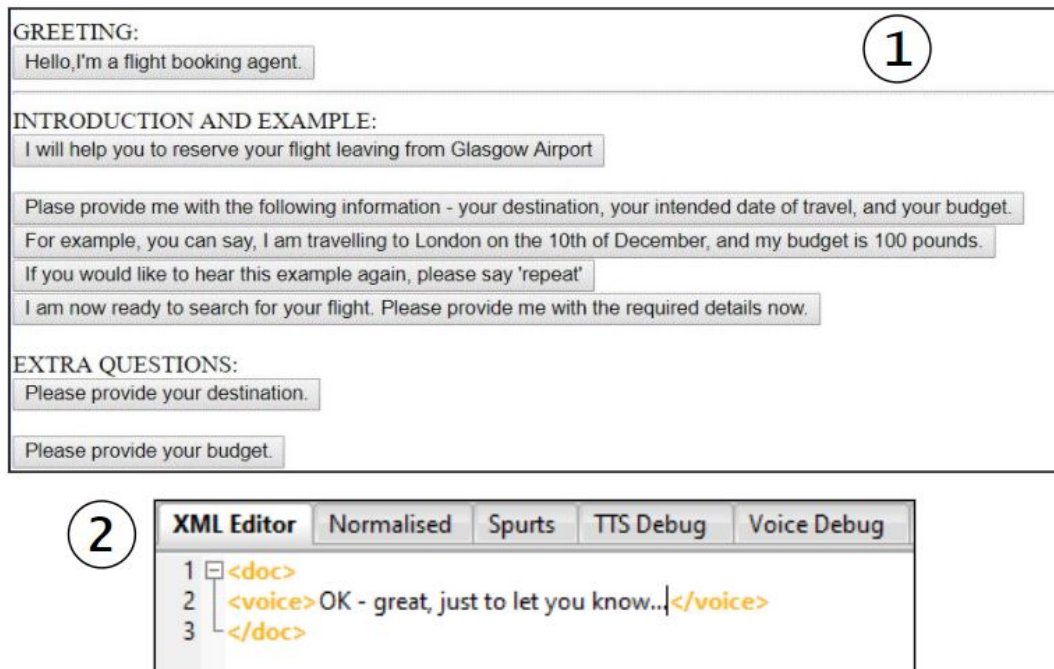 GREETING:
1
Hello,I'm a flight booking agent.
INTRODUCTION AND EXAMPLE:
I will help you to reserve your flight leaving from Glasgow Airport
Plase provide me with the following information - your destination, your intended date of travel, and your budget.
For example, you can say, I am travelling to London on the 10th of December, and my budget is 100 pounds.
If you would like to hear this example again, please say 'repeat'
I am now ready to search for your flight. Please provide me with the required details now.
EXTRA QUESTIONS:
Please provide your destination.
Please provide your budget.
2
XML Editor Normalised Spurts TTS Debug Voice Debug
1 <doc>
2 <voice>OK - great, just to let you know...</voice>
3 </doc>